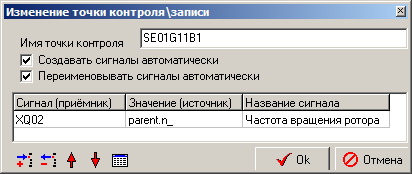 Изменение точки контроля\записи
Имя точки контроля SE01G11B1
Создавать сигналы автоматически
Переименовывать сигналы автоматически
Сигнал (приёмник) Значение (источник) Название сигнала
XQ02 parent.n_ Частота вращения ротора
Ok Отмена